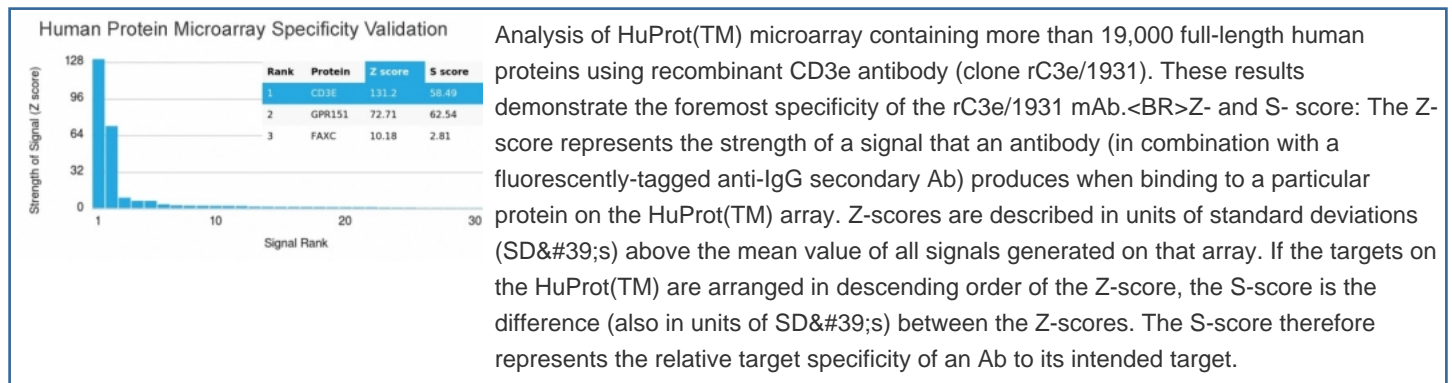 Human Protein Microarray Specificity Validation
Strength of Signal (Z score)
128
96
64
32
0
1 10 20 30
Signal Rank
Rank Protein Z score S score
1 CD3E 131.2 58.49
2 GPR151 72.71 62.54
3 FAXC 10.18 2.81
Analysis of HuProt(TM) microarray containing more than 19,000 full-length human
proteins using recombinant CD3e antibody (clone rC3e/1931). These results
demonstrate the foremost specificity of the rC3e/1931 mAb.<BR>Z- and S- score: The Z-
score represents the strength of a signal that an antibody (in combination with a
fluorescently-tagged anti-IgG secondary Ab) produces when binding to a particular
protein on the HuProt(TM) array. Z-scores are described in units of standard deviations
(SD&#39;s) above the mean value of all signals generated on that array. If the targets on
the HuProt(TM) are arranged in descending order of the Z-score, the S-score is the
difference (also in units of SD&#39;s) between the Z-scores. The S-score therefore
represents the relative target specificity of an Ab to its intended target.